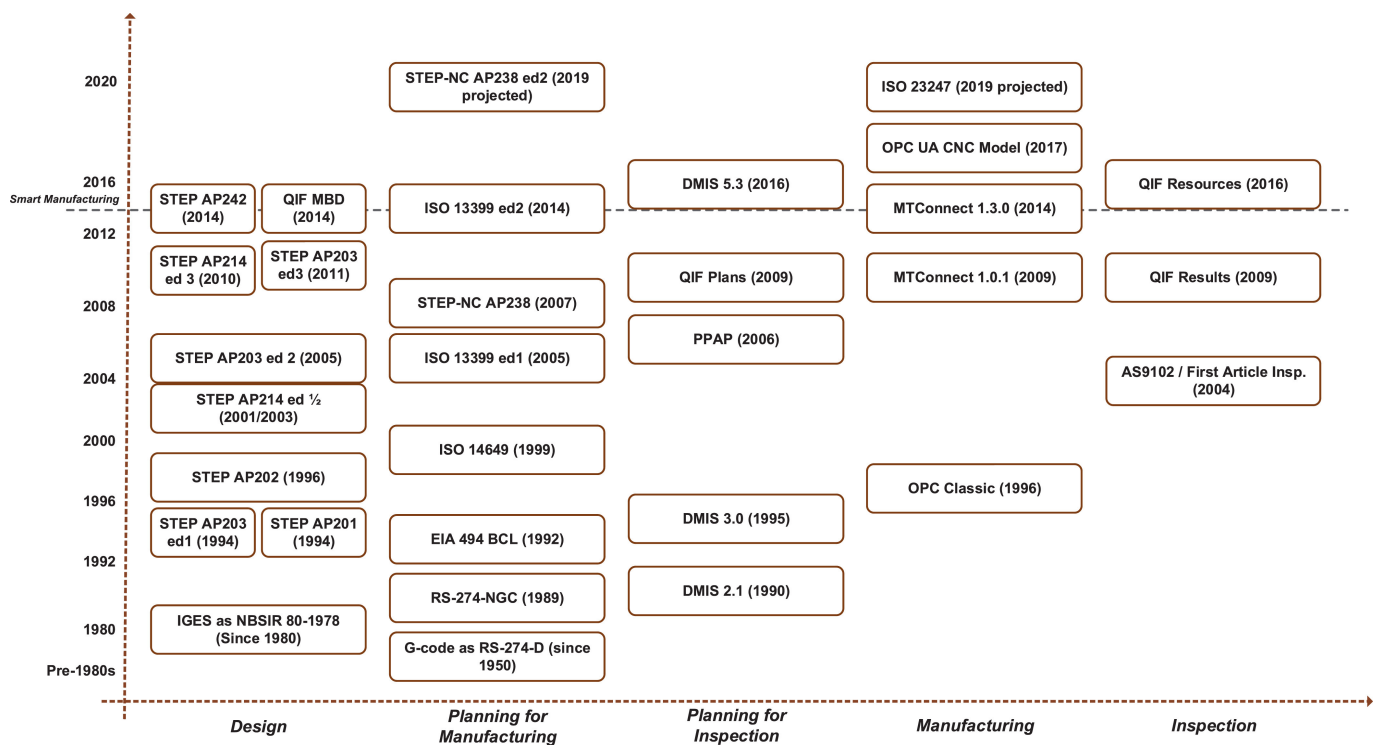 2020
STEP-NC AP238 ed2 (2019
projected)
ISO 23247 (2019 projected)
OPC UA CNC Model (2017)
2016
Smart Manufacturing
STEP AP242
(2014)
QIF MBD
(2014)
ISO 13399 ed2 (2014)
DMIS 5.3 (2016)
MTConnect 1.3.0 (2014)
QIF Resources (2016)
2012
STEP AP214
ed 3 (2010)
STEP AP203
ed3 (2011)
QIF Plans (2009)
MTConnect 1.0.1 (2009)
QIF Results (2009)
2008
STEP-NC AP238 (2007)
PPAP (2006)
STEP AP203 ed 2 (2005)
ISO 13399 ed1 (2005)
2004
AS9102 / First Article Insp.
(2004)
STEP AP214 ed ½
(2001/2003)
2000
ISO 14649 (1999)
STEP AP202 (1996)
OPC Classic (1996)
1996
STEP AP203
ed1 (1994)
STEP AP201
(1994)
EIA 494 BCL (1992)
DMIS 3.0 (1995)
1992
RS-274-NGC (1989)
DMIS 2.1 (1990)
1980
IGES as NBSIR 80-1978
(Since 1980)
G-code as RS-274-D (since
1950)
Pre-1980s
Design
Planning for
Manufacturing
Planning for
Inspection
Manufacturing
Inspection